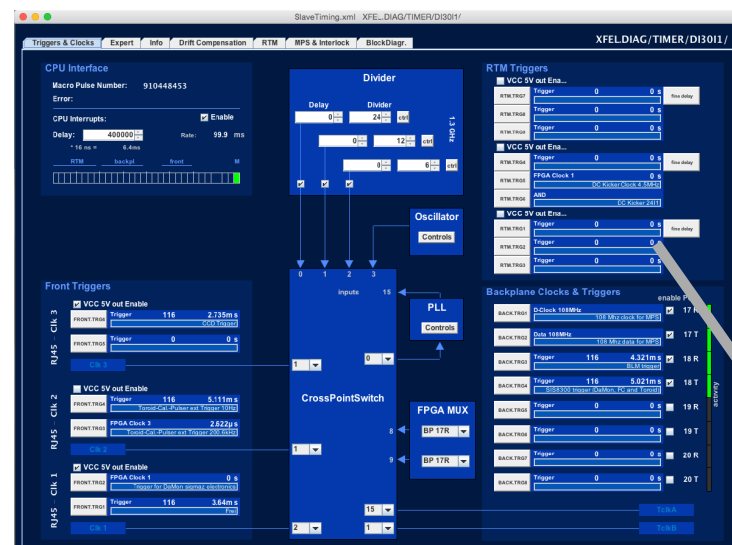 SlaveTiming.xml XFEL.DIAG/TIMER/DI30I1/
Triggers & Clocks Expert Info Drift Compensation RTM MPS & Interlock BlockDiagr. XFEL.DIAG/TIMER/DI30I1/
CPU Interface
Macro Pulse Number: 910448453
Error:
CPU Interrupts: Enable
Delay: 400000 Rate: 99.9 ms
* 16 ns = 6.4ms
RTM backpl front M
Divider
Delay Divider
0 24 ctrl
0 12 ctrl
0 6 ctrl
1.3 GHz
Oscillator
Controls
0 1 2 3
inputs 15
PLL
Controls
1 0
CrossPointSwitch
FPGA MUX
8 BP 17R
9 BP 17R
1
15
2 1
Front Triggers
RJ45 - Clk 3
VCC 5V out Enable
FRONT.TRG4 Trigger 116 2.735ms
CCD Trigger
FRONT.TRG5 Trigger 0 0 s
Clk 3
RJ45 - Clk 2
VCC 5V out Enable
FRONT.TRG4 Trigger 116 5.111ms
Toroid-Cal.-Pulser ext Trigger 10Hz
FRONT.TRG3 FPGA Clock 3 2.622µs
Toroid-Cal.-Pulser ext Trigger 200.6kHz
Clk 2
RJ45 - Clk 1
VCC 5V out Enable
FRONT.TRG2 FPGA Clock 1 0 s
Trigger for DaMon sigmaz electronics
FRONT.TRG1 Trigger 116 3.64ms
Clk 1
RTM Triggers
VCC 5V out Ena...
RTM.TRG7 Trigger 0 0 s fine delay
RTM.TRG8 Trigger 0 0 s
RTM.TRG9 Trigger 0 0 s
VCC 5V out Ena...
RTM.TRG4 Trigger 0 0 s fine delay
RTM.TRG5 FPGA Clock 1 0 s
DC Kicker Clock 4.5MHz
RTM.TRG6 AND
DC Kicker 24I1
VCC 5V out Ena...
RTM.TRG1 Trigger 0 0 s fine delay
RTM.TRG2 Trigger 0 0 s
RTM.TRG3 Trigger 0 0 s
Backplane Clocks & Triggers
enable P
BACK.TRG1 D-Clock 108MHz 17 R
108 Mhz clock for MPS
BACK.TRG2 Data 108MHz 17 T
108 Mhz data for MPS
BACK.TRG3 Trigger 116 4.321ms 18 R
BLM trigger
BACK.TRG4 Trigger 116 5.021ms 18 T
SIS8300 trigger (DaMon, FC and Toroid)
BACK.TRG5 Trigger 0 0 s 19 R
BACK.TRG6 Trigger 0 0 s 19 T
BACK.TRG7 Trigger 0 0 s 20 R
BACK.TRG8 Trigger 0 0 s 20 T
activity
TclkA
TclkB